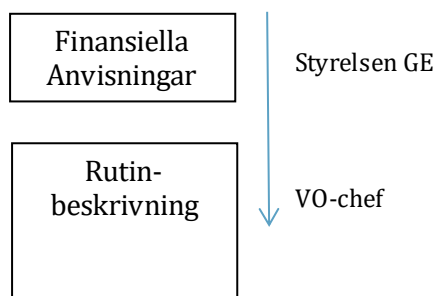 Finansiella
Anvisningar
Styrelsen GE
Rutin-
beskrivning
VO-chef